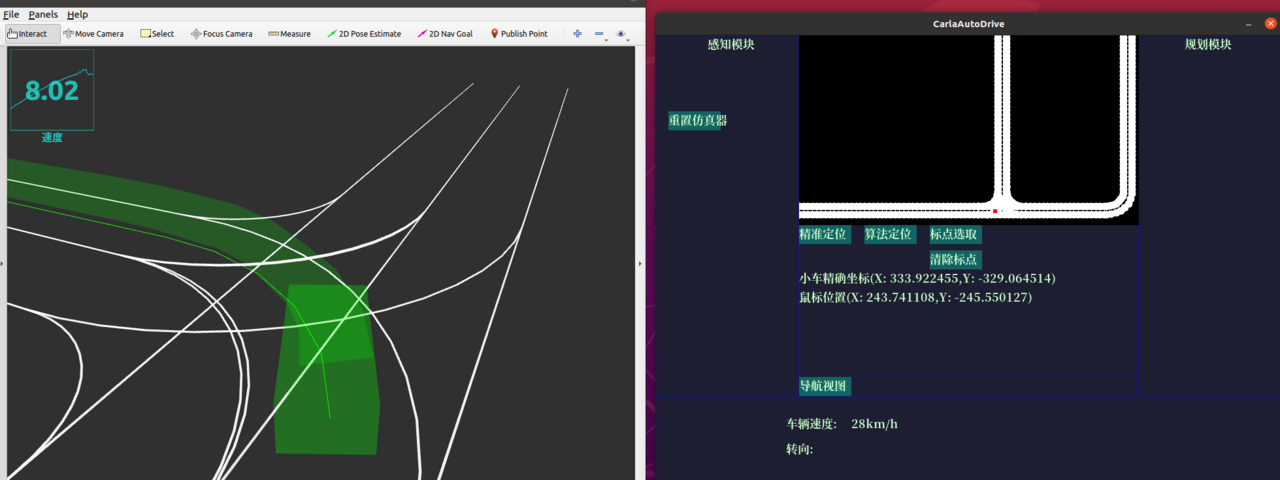 File Panels Help
Interact Move Camera Select Focus Camera Measure 2D Pose Estimate 2D Nav Goal Publish Point
8.02
速度
CarlaAutoDrive
感知模块
规划模块
重置仿真器
精准定位 算法定位 标点选取
清除标点
小车精确坐标(X: 333.922455,Y: -329.064514)
鼠标位置(X: 243.741108,Y: -245.550127)
导航视图
车辆速度: 28km/h
转向: